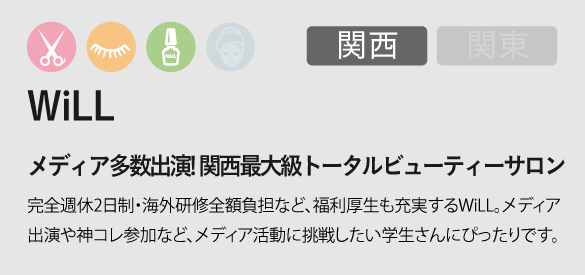 関西
関東
NAIL
WiLL
メディア多数出演!関西最大級トータルビューティーサロン
完全週休2日制・海外研修全額負担など、福利厚生も充実するWiLL。メディア
出演や神コレ参加など、メディア活動に挑戦したい学生さんにぴったりです。